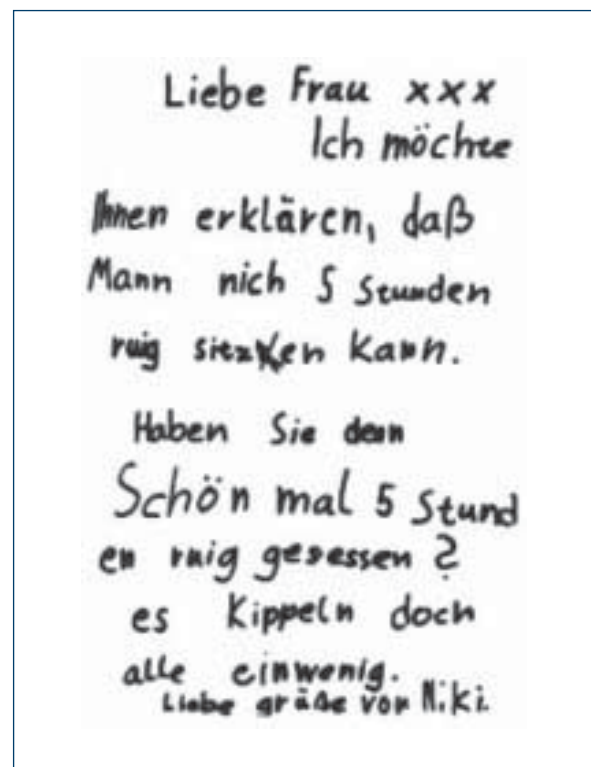 Liebe Frau xxx
Ich möchte
Ihnen erklären, daß
Mann nich 5 Stunden
ruig sitzen kann.
Haben Sie denn
Schön mal 5 Stund
en ruig gesessen?
es Kippeln doch
alle einwenig.
Liebe größe von Niki.